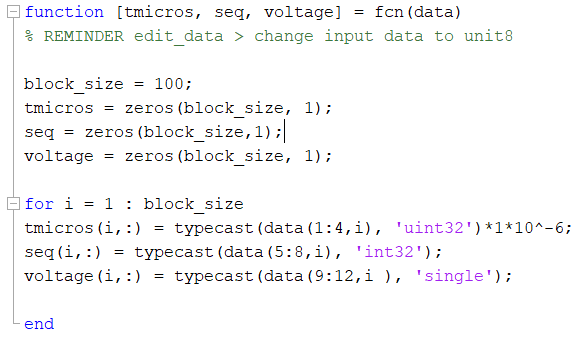 function [tmicros, seq, voltage] = fcn(data)
% REMINDER edit_data > change input data to unit8
block_size = 100;
tmicros = zeros(block_size, 1);
seq = zeros(block_size,1);
voltage = zeros(block_size, 1);
for i = 1 : block_size
tmicros(i,:) = typecast(data(1:4,i), 'uint32')*1*10^-6;
seq(i,:) = typecast(data(5:8,i), 'int32');
voltage(i,:) = typecast(data(9:12,i ), 'single');
end